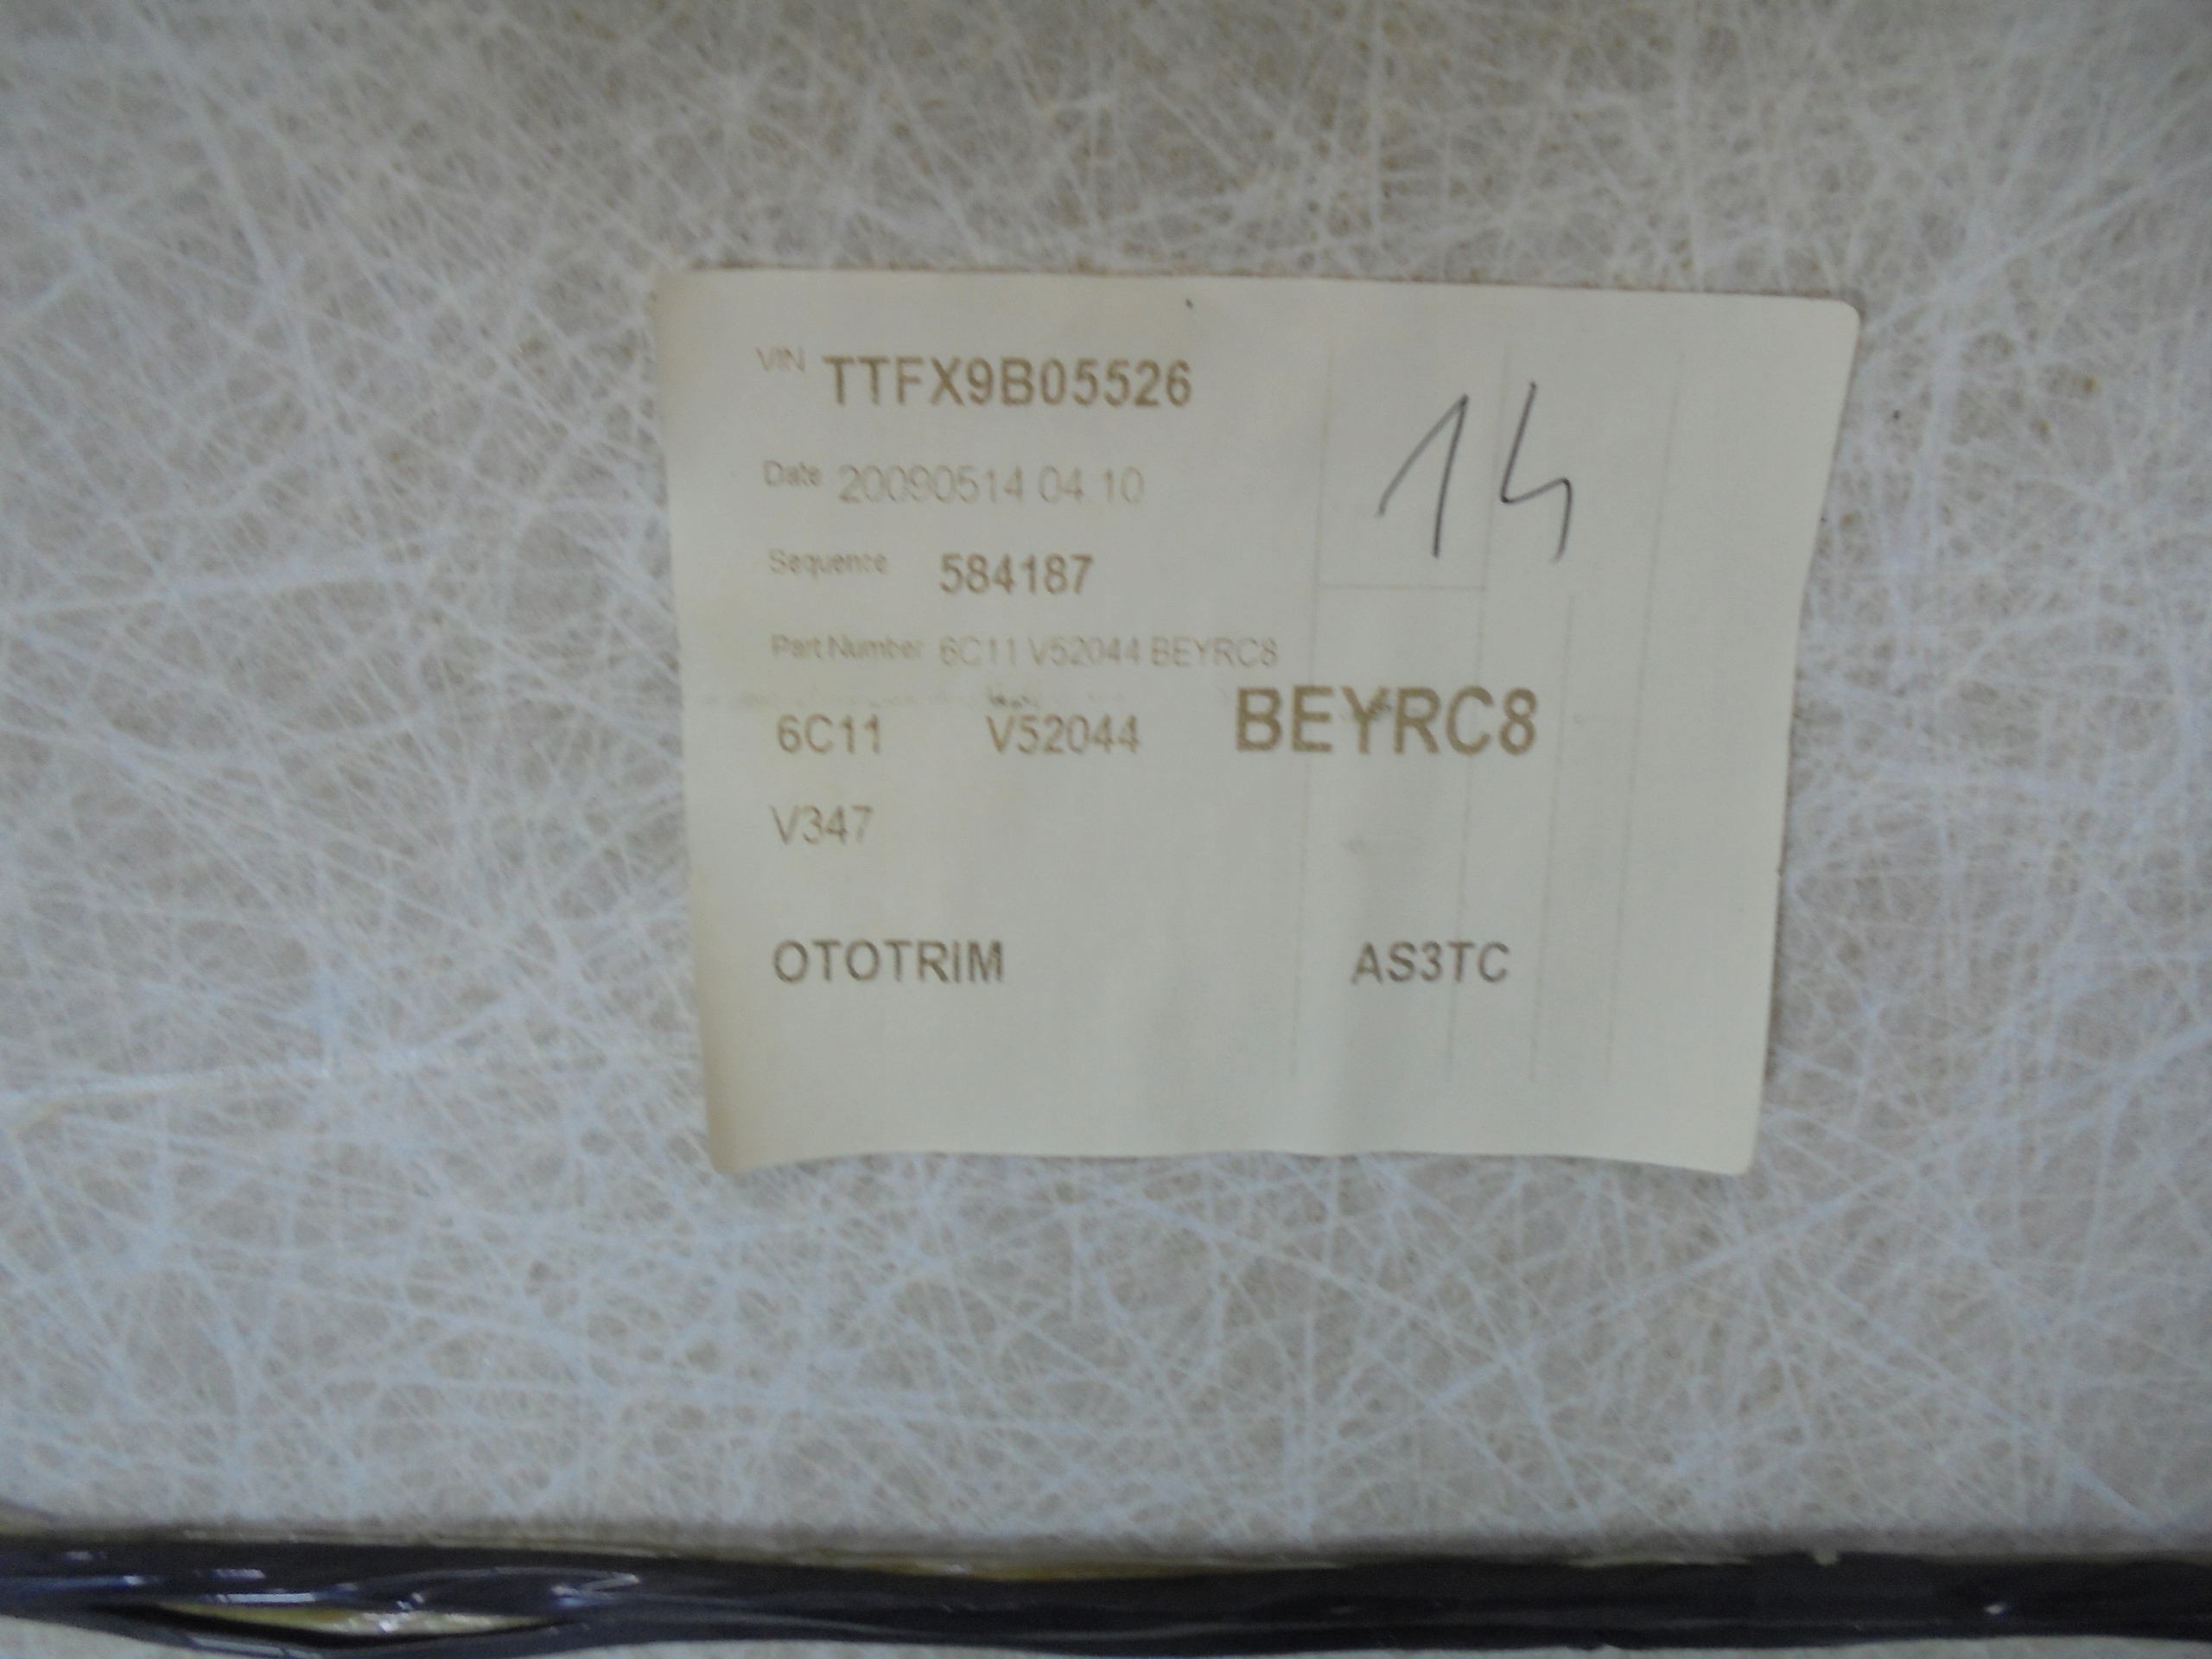 VIN TTFX9B05526
14
Date 20090514 04 10
Sequence 584187
Part Number 6C11 V52044 BEYRC8
6C11 V52044 BEYRC8
V347
OTOTRIM AS3TC